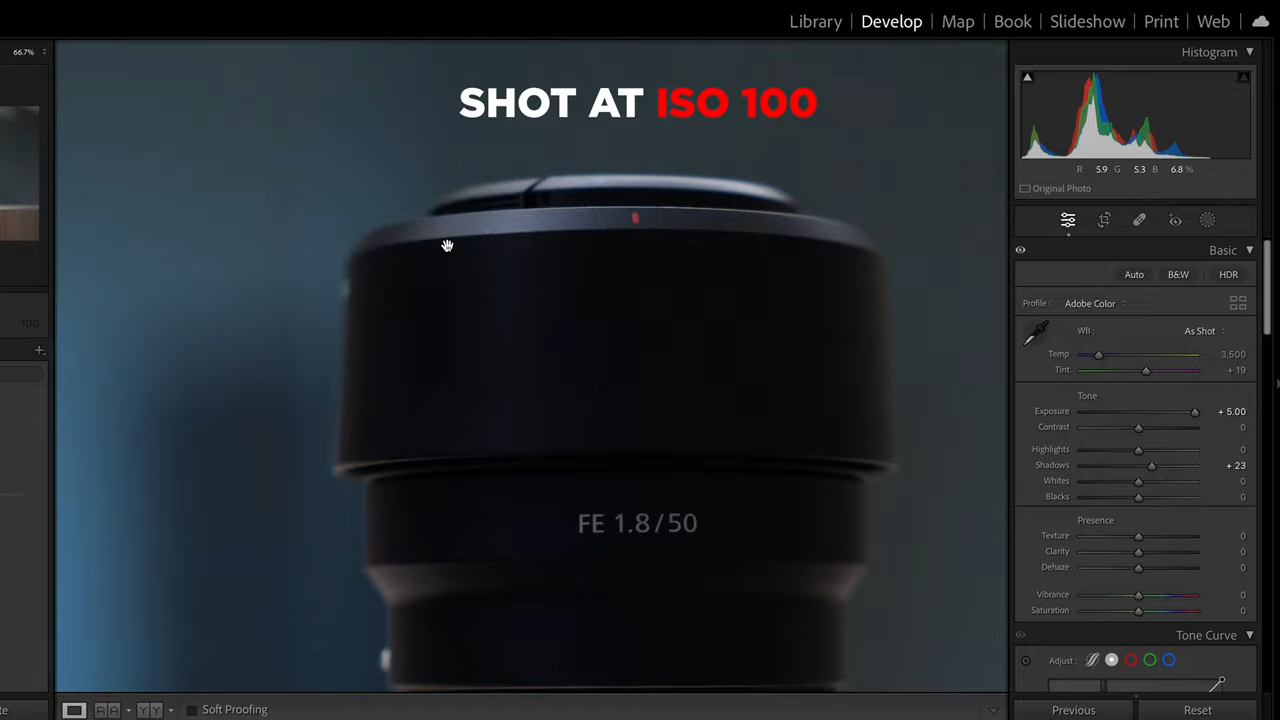 Library | Develop | Map | Book | Slideshow | Print | Web
66.7%
Histogram
SHOT AT ISO 100
R 5.9 G 5.3 B 6.8 %
Original Photo
Basic
Auto B&W HDR
Profile : Adobe Color
WB : As Shot
Temp 3,500
Tint + 19
Tone
Exposure + 5.00
Contrast 0
Highlights 0
Shadows + 23
Whites 0
Blacks 0
Presence
Texture 0
Clarity 0
Dehaze 0
Vibrance 0
Saturation 0
Tone Curve
Adjust :
100
FE 1.8/50
te
R A Y Y Soft Proofing
Previous Reset